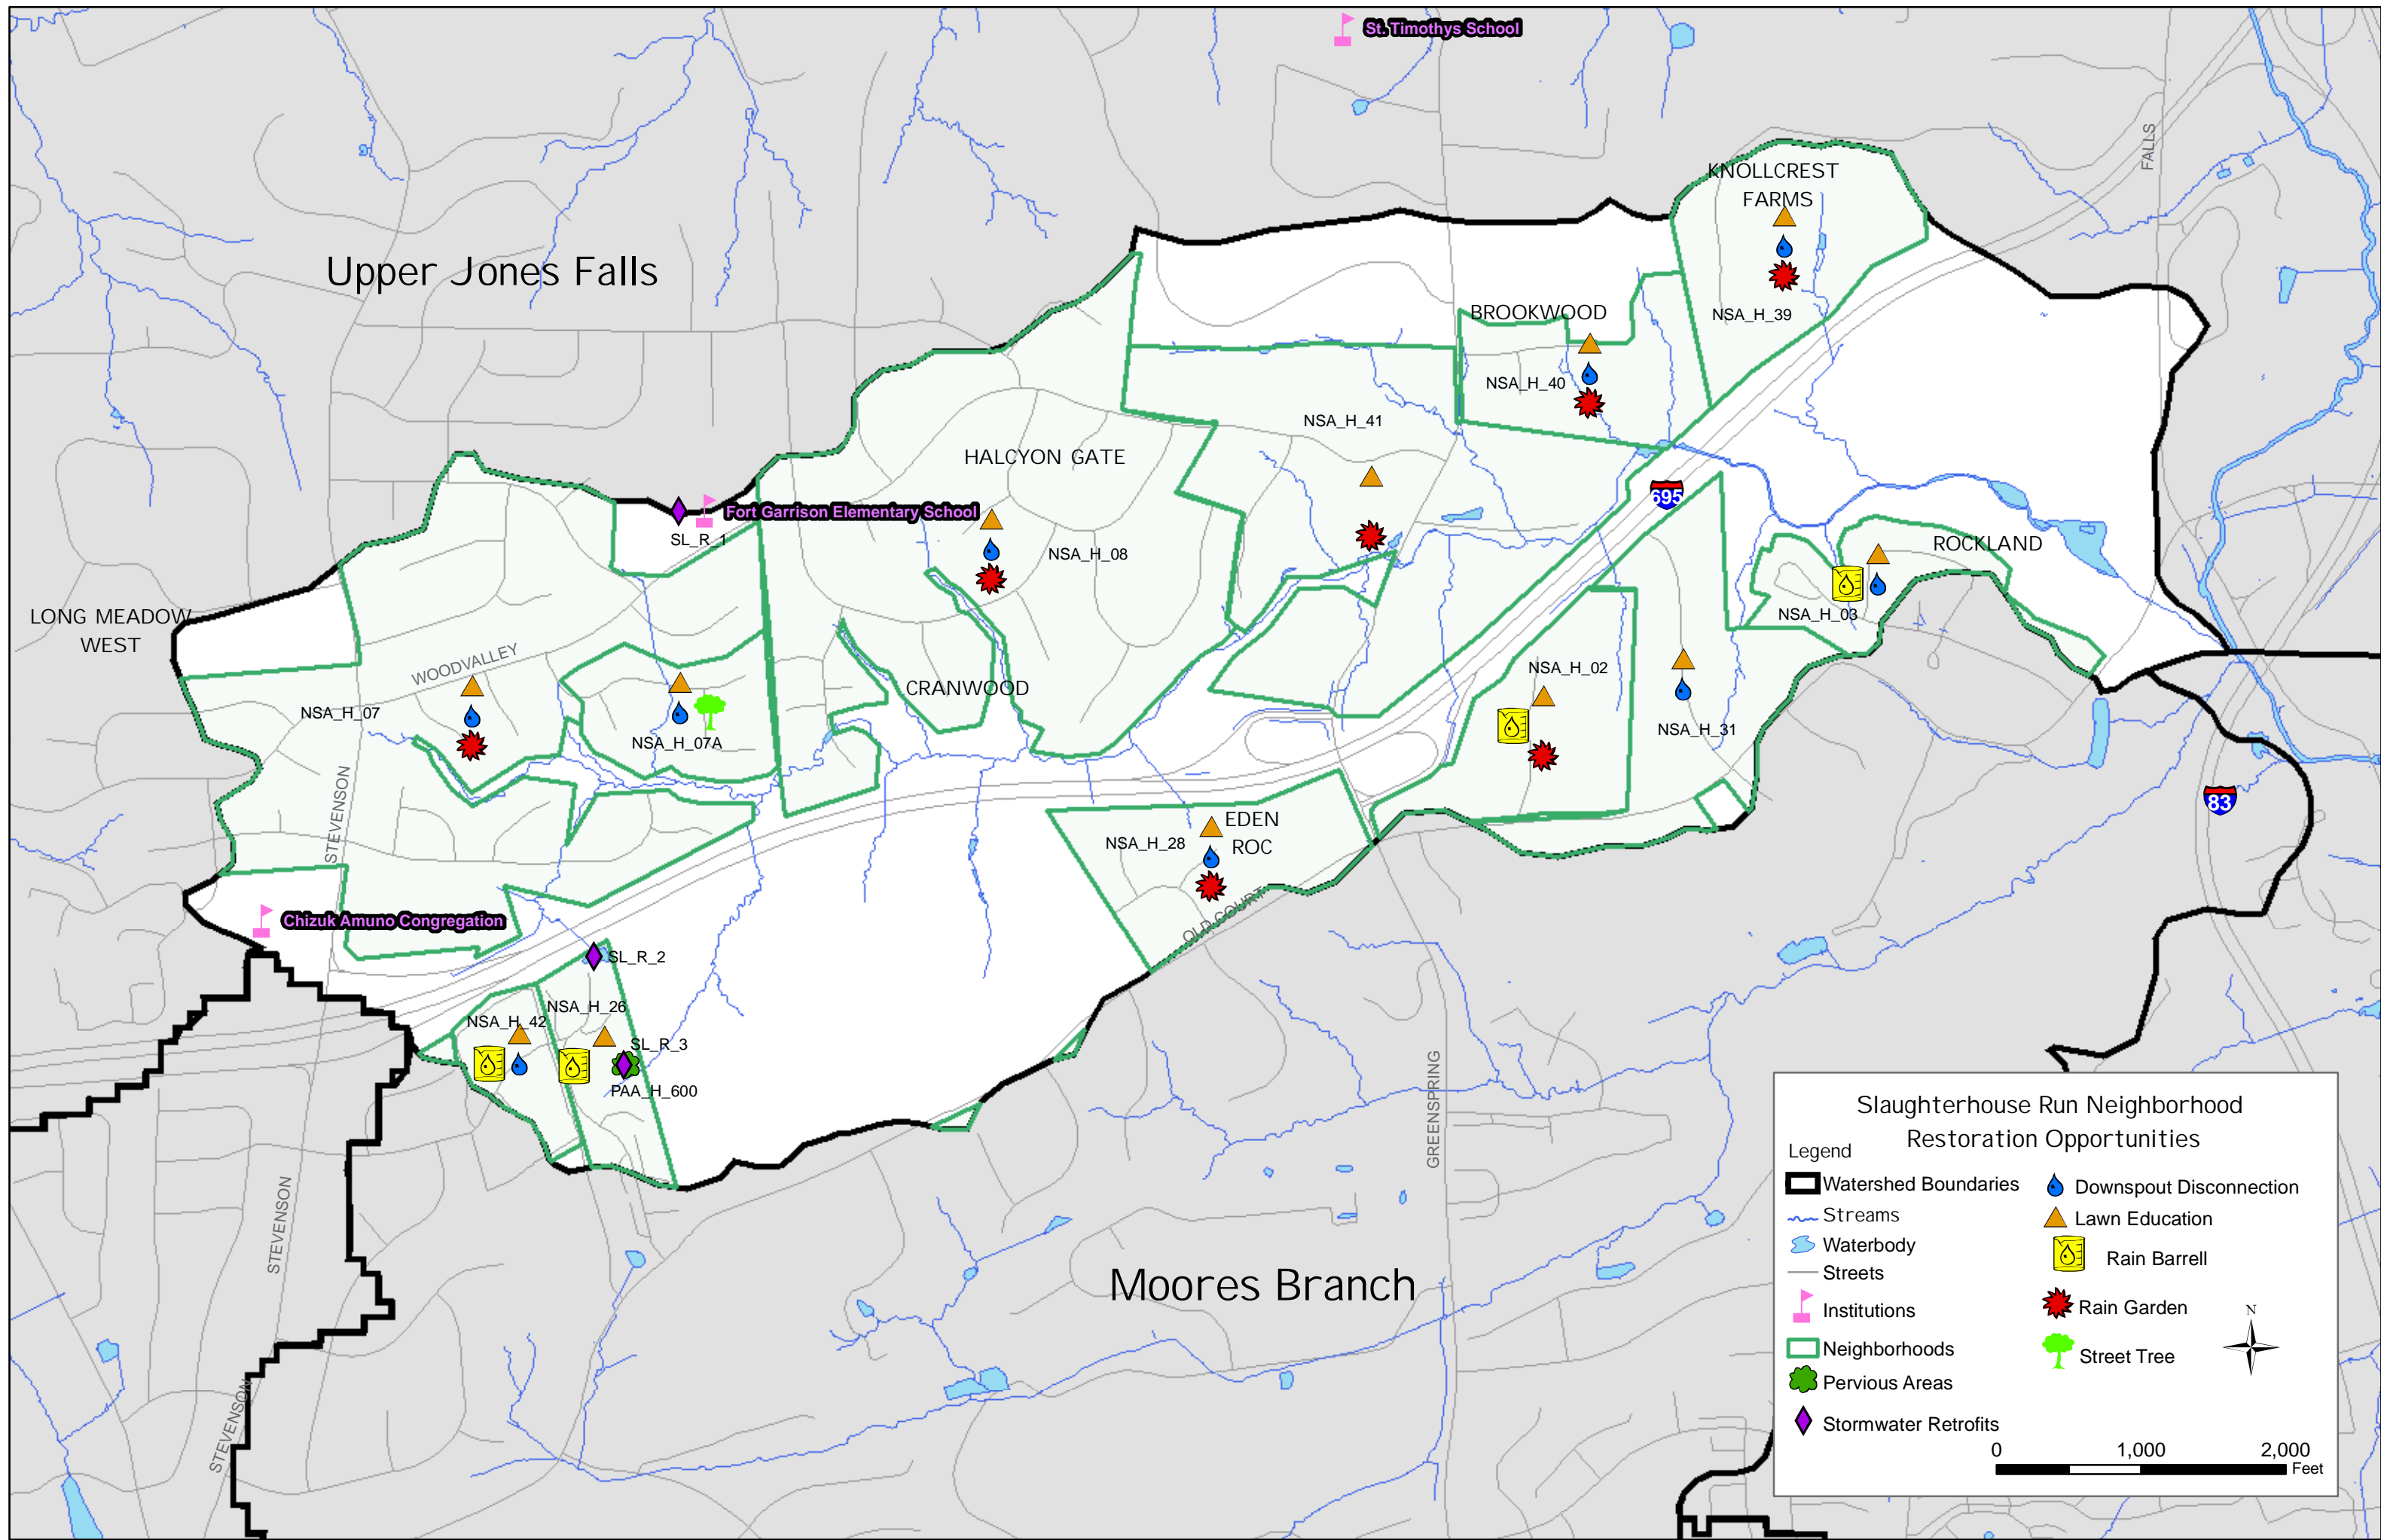 St. Timothys School
FALLS
KNOLLCREST
FARMS
Upper Jones Falls
BROOKWOOD
NSA_H_39
NSA_H_40
NSA_H_41
HALCYON GATE
695
Fort Garrison Elementary School
SL_R_1
NSA_H_08
ROCKLAND
LONG MEADOW
WEST
NSA_H_03
WOODVALLEY
NSA_H_02
CRANWOOD
NSA_H_07
NSA_H_31
NSA_H_07A
STEVENSON
83
EDEN
ROC
NSA_H_28
OLD COURT
Chizuk Amuno Congregation
SL_R_2
NSA_H_26
NSA_H_42
SL_R_3
PAA_H_600
GREENSPRING
STEVENSON
Moores Branch
STEVENSON
Slaughterhouse Run Neighborhood
Restoration Opportunities
Legend
Watershed Boundaries
Streams
Waterbody
Streets
Institutions
Neighborhoods
Pervious Areas
Stormwater Retrofits
Downspout Disconnection
Lawn Education
Rain Barrell
Rain Garden
Street Tree
N
0 1,000 2,000
Feet